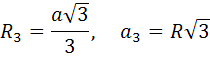 R₃ = a√3/3, a₃ = R√3